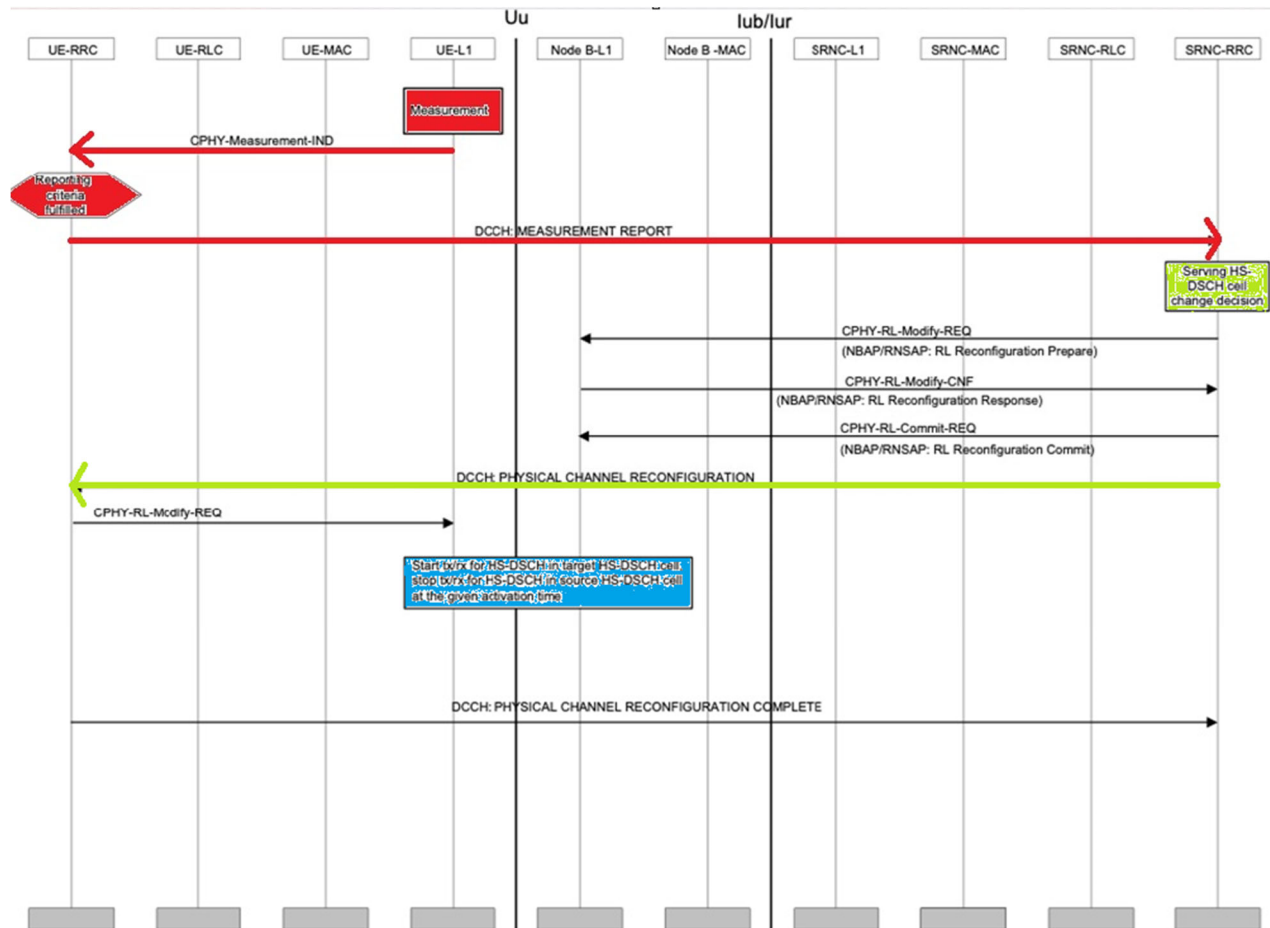 Uu
Iub/Iur
UE-RRC
UE-RLC
UE-MAC
UE-L1
Node B-L1
Node B -MAC
SRNC-L1
SRNC-MAC
SRNC-RLC
SRNC-RRC
Measurement
CPHY-Measurement-IND
Reporting
criteria
fulfilled
DCCH: MEASUREMENT REPORT
Serving HS-
DSCH cell
change decision
CPHY-RL-Modify-REQ
(NBAP/RNSAP: RL Reconfiguration Prepare)
CPHY-RL-Modify-CNF
(NBAP/RNSAP: RL Reconfiguration Response)
CPHY-RL-Commit-REQ
(NBAP/RNSAP: RL Reconfiguration Commit)
DCCH: PHYSICAL CHANNEL RECONFIGURATION
CPHY-RL-Modify-REQ
Start tx/rx for HS-DSCH in target HS-DSCH cell,
stop tx/rx for HS-DSCH in source HS-DSCH cell
at the given activation time
DCCH: PHYSICAL CHANNEL RECONFIGURATION COMPLETE